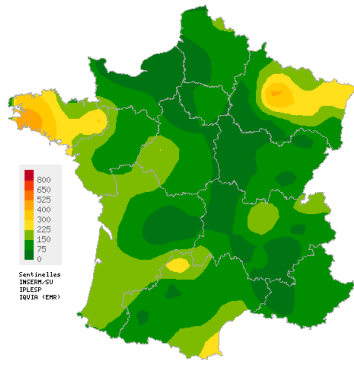 800
650
525
400
300
225
150
75
0
Sentinelles
INSERM/SU
IPLESP
IQVIA (EMR)